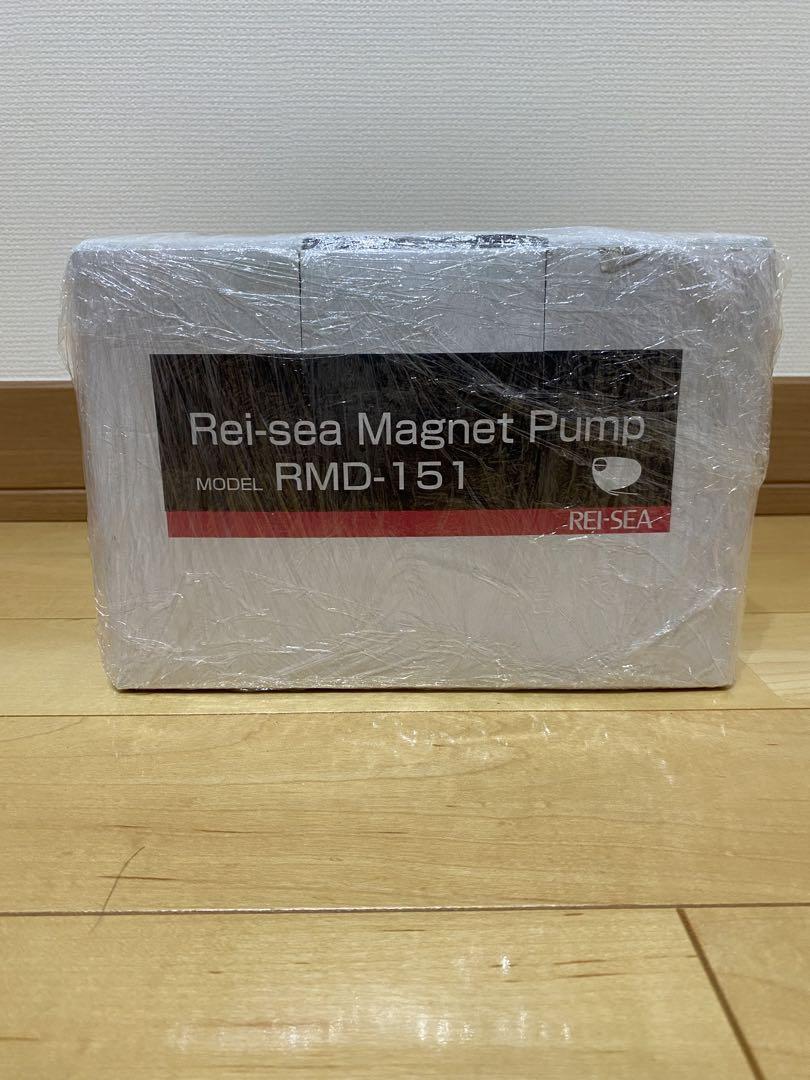 Rei-sea Magnet Pump
MODEL RMD-151
REI-SEA